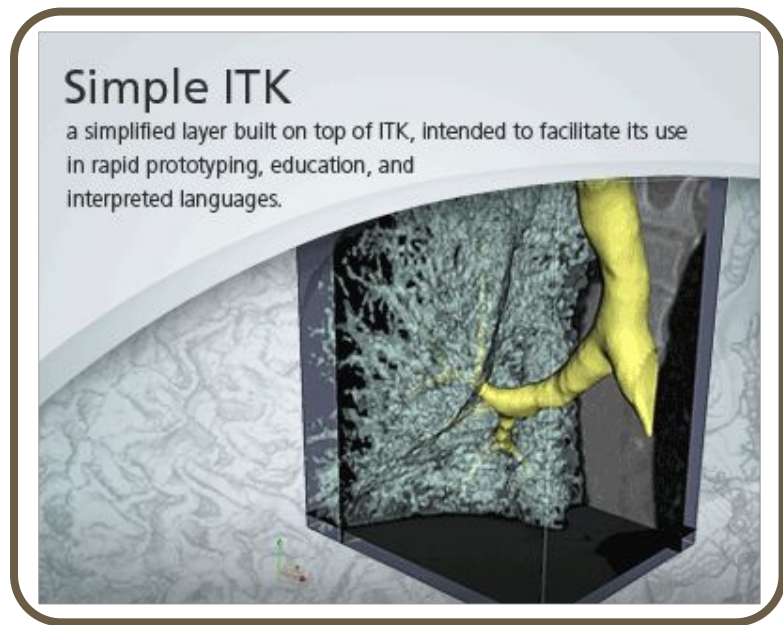 Simple ITK
a simplified layer built on top of ITK, intended to facilitate its use
in rapid prototyping, education, and
interpreted languages.